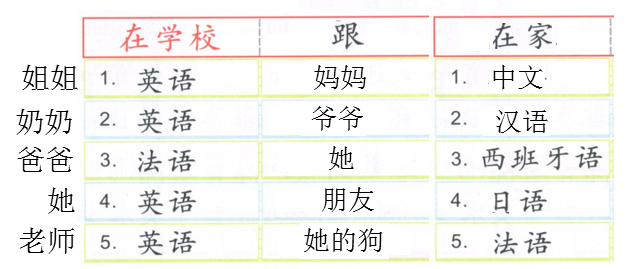 在学校 跟 在家
姐姐 1. 英语 妈妈 1. 中文
奶奶 2. 英语 爷爷 2. 汉语
爸爸 3. 法语 她 3. 西班牙语
她 4. 英语 朋友 4. 日语
老师 5. 英语 她的狗 5. 法语